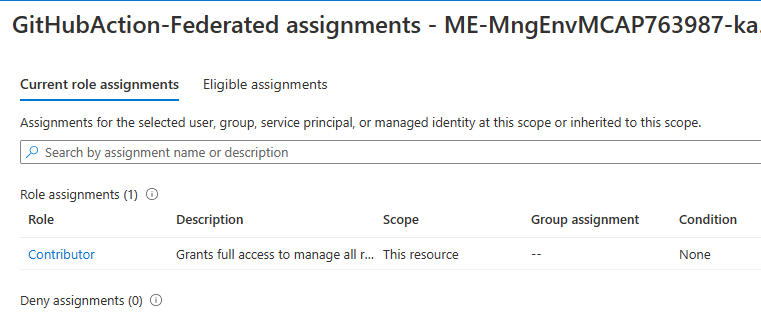 GitHubAction-Federated assignments - ME-MngEnvMCAP763987-ka.
Current role assignments Eligible assignments
Assignments for the selected user, group, service principal, or managed identity at this scope or inherited to this scope.
Search by assignment name or description
Role assignments (1)
Role Description Scope Group assignment Condition
Contributor Grants full access to manage all r... This resource -- None
Deny assignments (0)